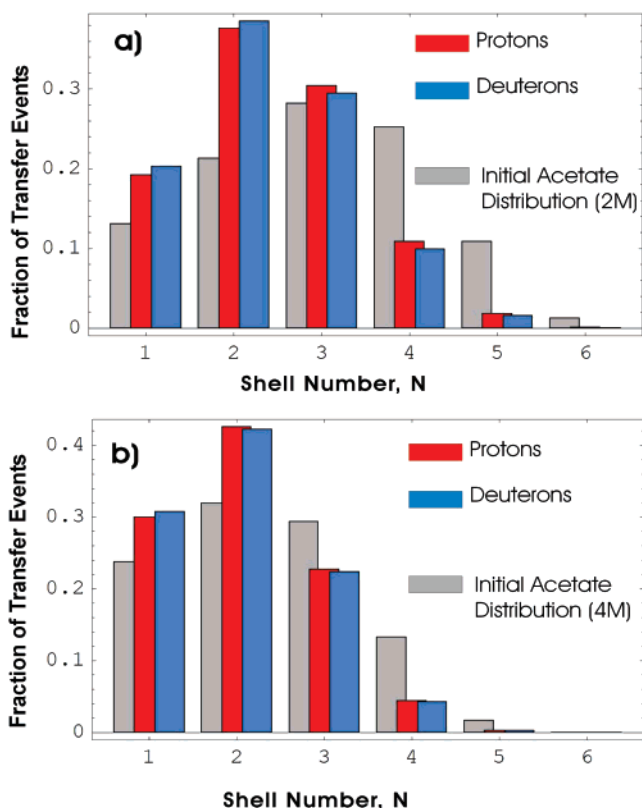 a)
Protons
Deuterons
Initial Acetate
Distribution (2M)
Fraction of Transfer Events
0.3
0.2
0.1
0
1 2 3 4 5 6
Shell Number, N
b)
Protons
Deuterons
Initial Acetate
Distribution (4M)
Fraction of Transfer Events
0.4
0.3
0.2
0.1
0
1 2 3 4 5 6
Shell Number, N